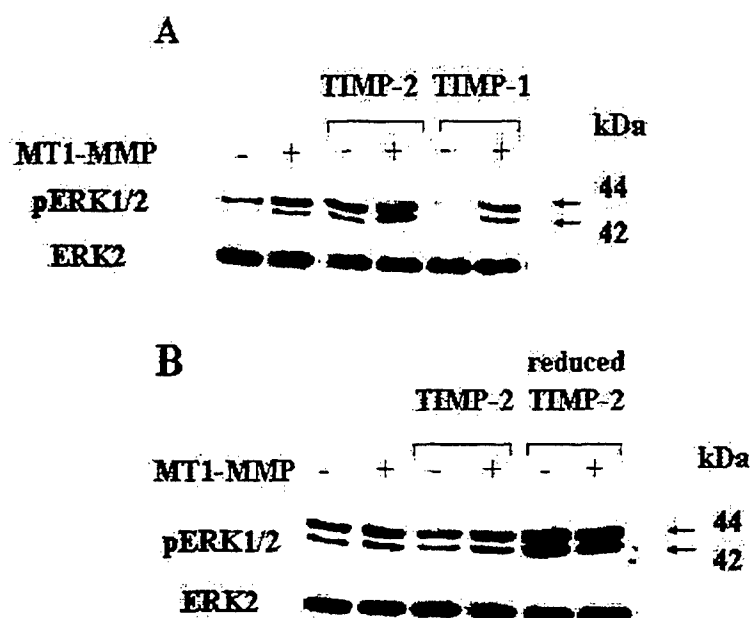 A
TIMP-2 TIMP-1
kDa
MT1-MMP - + - + - +
pERK1/2 44
42
ERK2
B
reduced
TIMP-2 TIMP-2
MT1-MMP - + - + - + kDa
pERK1/2 44
42
ERK2